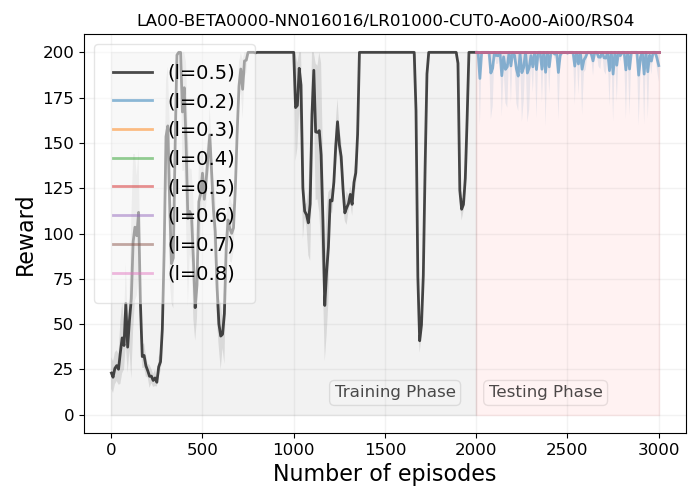 LA00-BETA0000-NN016016/LR01000-CUT0-Ao00-Ai00/RS04
200
175
150
125
100
75
50
25
0
Reward
(l=0.5)
(l=0.2)
(l=0.3)
(l=0.4)
(l=0.5)
(l=0.6)
(l=0.7)
(l=0.8)
Training Phase
Testing Phase
0
500
1000
1500
2000
2500
3000
Number of episodes